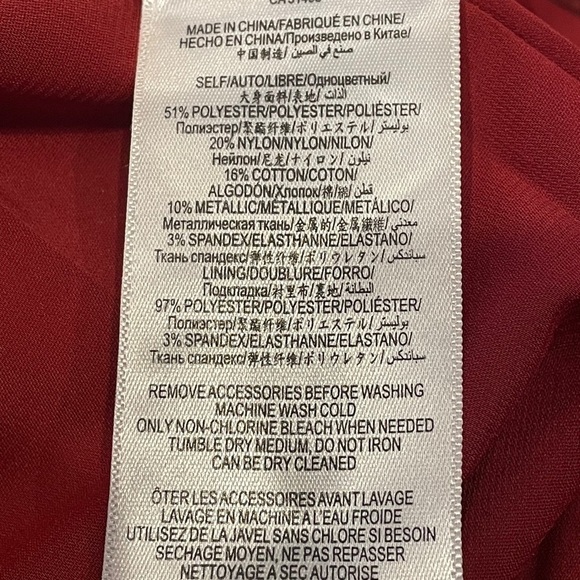 MADE IN CHINA/FABRIQUÉ EN CHINE/
HECHO EN CHINA/Произведено в Китае/
中国制造/ صنع في الصين/
SELF/AUTO/LIBRE/Одноцветный/
大身面料/表地/ الذات/
51% POLYESTER/POLYESTER/POLIÉSTER/
Полиэстер/聚酯纤维/ポリエステル/ بوليستر/
20% NYLON/NYLON/NILON/
Нейлон/尼龙/ナイロン/ نيلون/
16% COTTON/COTON/
ALGODÓN/Хлопок/棉/綿/ قطن/
10% METALLIC/MÉTALLIQUE/METÁLICO/
Металлическая ткань/金属的/金属繊維/ معدني/
3% SPANDEX/ELASTHANNE/ELASTANO/
Ткань спандекс/弹性纤维/ポリウレタン/ سباندكس/
LINING/DOUBLURE/FORRO/
Подкладка/衬里布/裏地/ البطانة/
97% POLYESTER/POLYESTER/POLIÉSTER/
Полиэстер/聚酯纤维/ポリエステル/ بوليستر/
3% SPANDEX/ELASTHANNE/ELASTANO/
Ткань спандекс/弹性纤维/ポリウレタン/ سباندكس/
REMOVE ACCESSORIES BEFORE WASHING
MACHINE WASH COLD
ONLY NON-CHLORINE BLEACH WHEN NEEDED
TUMBLE DRY MEDIUM, DO NOT IRON
CAN BE DRY CLEANED
ÔTER LES ACCESSOIRES AVANT LAVAGE
LAVAGE EN MACHINE A L'EAU FROIDE
UTILISEZ DE LA JAVEL SANS CHLORE SI BESOIN
SECHAGE MOYEN, NE PAS REPASSER
NETTOYAGE A SEC AUTORISE